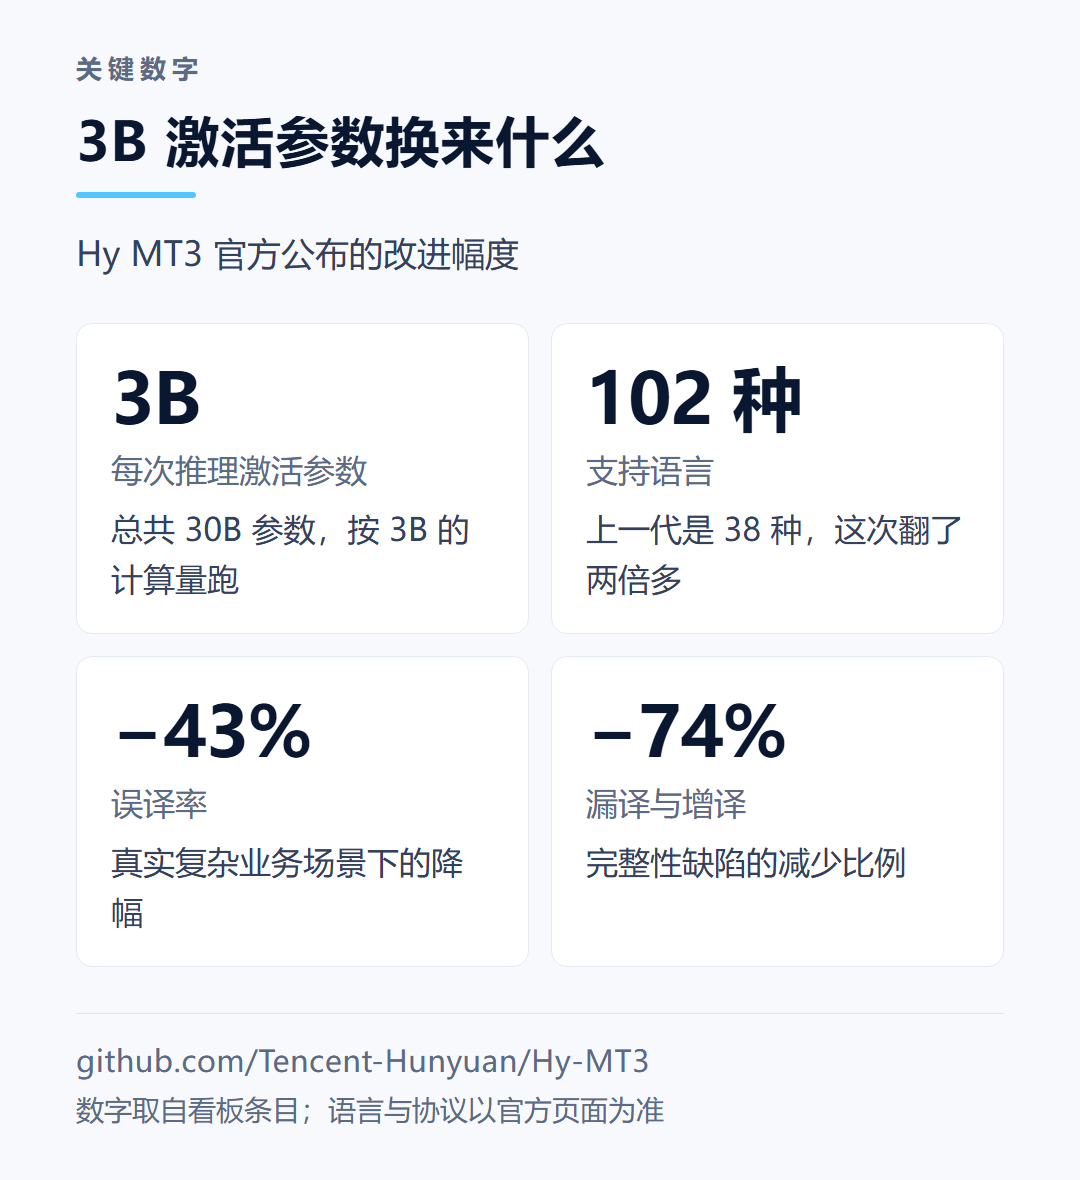 关键数字
3B 激活参数换来什么
Hy MT3 官方公布的改进幅度
3B
每次推理激活参数
总共 30B 参数，按 3B 的
计算量跑
102 种
支持语言
上一代是 38 种，这次翻了
两倍多
−43%
误译率
真实复杂业务场景下的降
幅
−74%
漏译与增译
完整性缺陷的减少比例
github.com/Tencent-Hunyuan/Hy-MT3
数字取自看板条目；语言与协议以官方页面为准